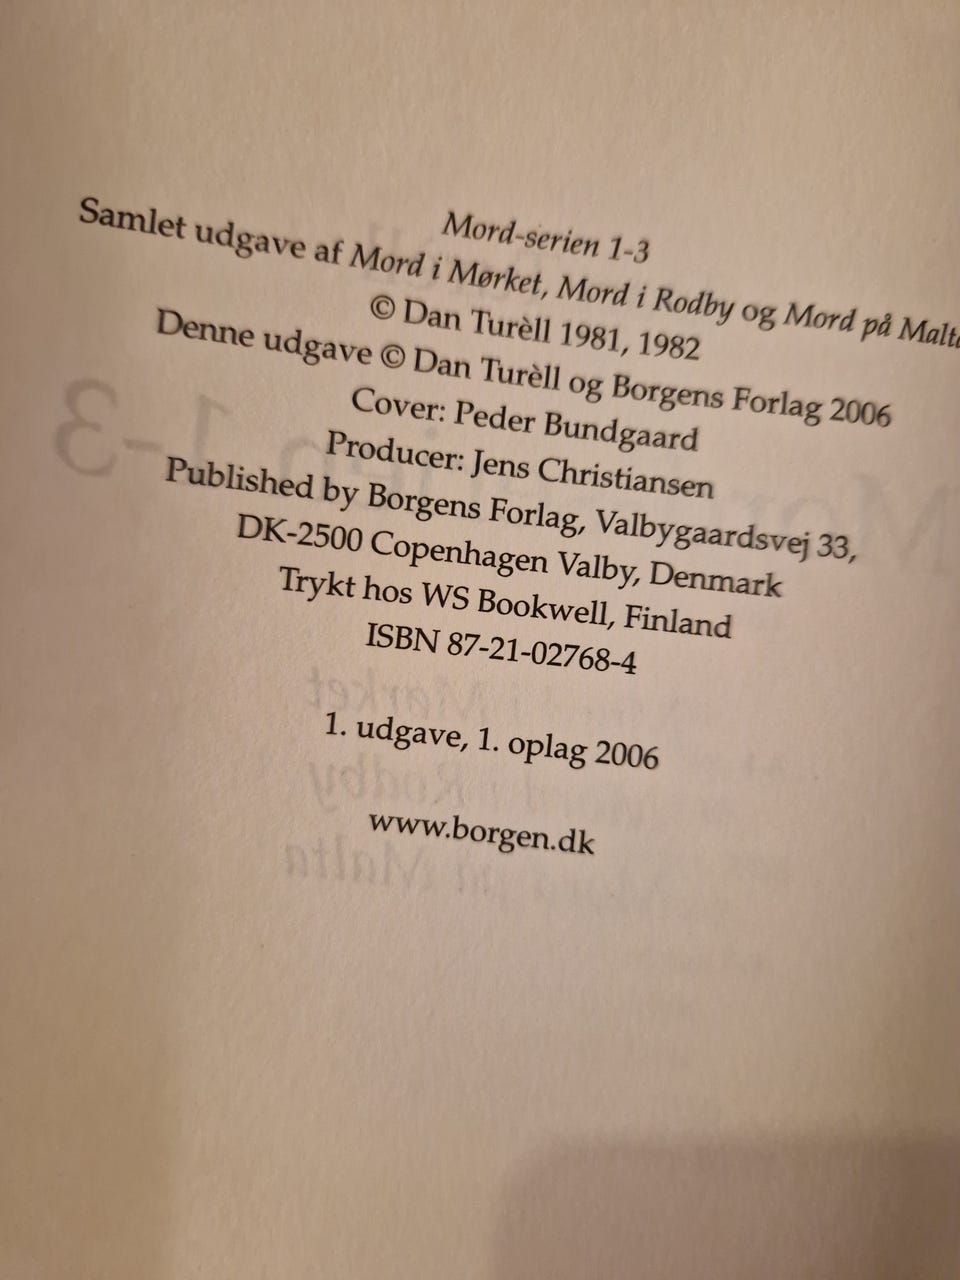 Mord-serien 1-3
Samlet udgave af Mord i Mørket, Mord i Rodby og Mord på Malta
© Dan Turèll 1981, 1982
Denne udgave © Dan Turèll og Borgens Forlag 2006
Cover: Peder Bundgaard
Producer: Jens Christiansen
Published by Borgens Forlag, Valbygaardsvej 33,
DK-2500 Copenhagen Valby, Denmark
Trykt hos WS Bookwell, Finland
ISBN 87-21-02768-4
1. udgave, 1. oplag 2006
www.borgen.dk